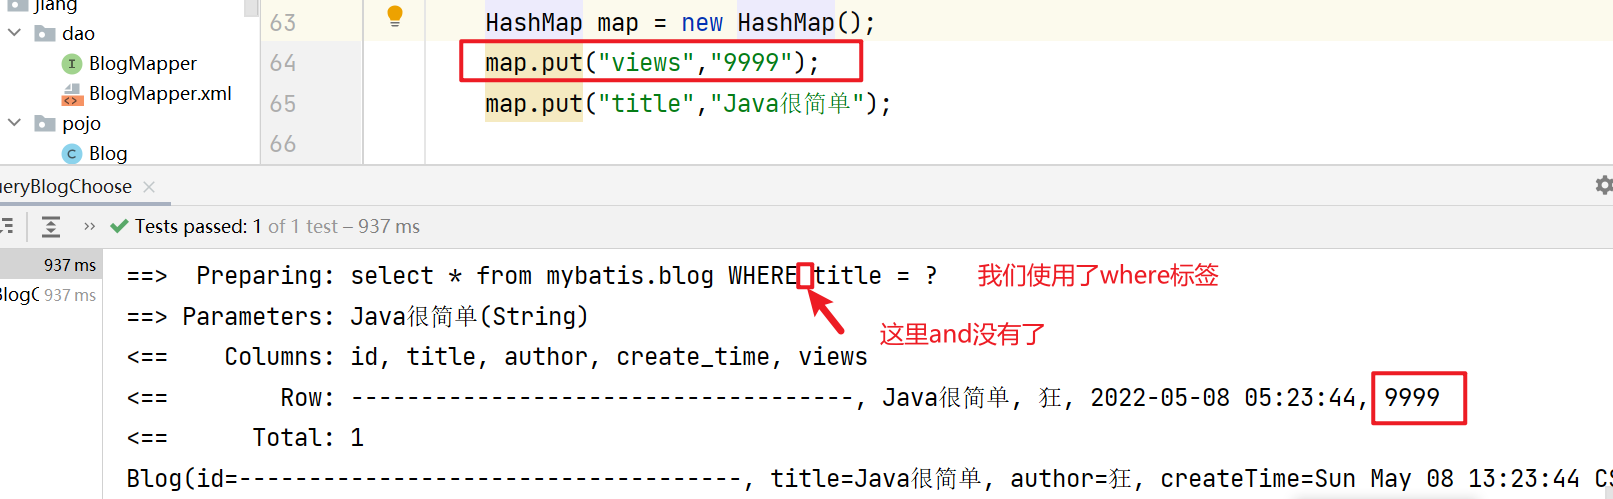 jiang
63 HashMap map = new HashMap();
dao
64 map.put("views","9999");
BlogMapper
BlogMapper.xml
65 map.put("title","Java很简单");
pojo
66
Blog
ueryBlogChoose
Tests passed: 1 of 1 test – 937 ms
937 ms
BlogC 937 ms
==>  Preparing: select * from mybatis.blog WHERE title = ?
我们使用了where标签
==> Parameters: Java很简单(String)
这里and没有了
<==    Columns: id, title, author, create_time, views
<==        Row: ------------------------------------, Java很简单, 狂, 2022-05-08 05:23:44, 9999
<==      Total: 1
Blog(id=------------------------------------, title=Java很简单, author=狂, createTime=Sun May 08 13:23:44 CS